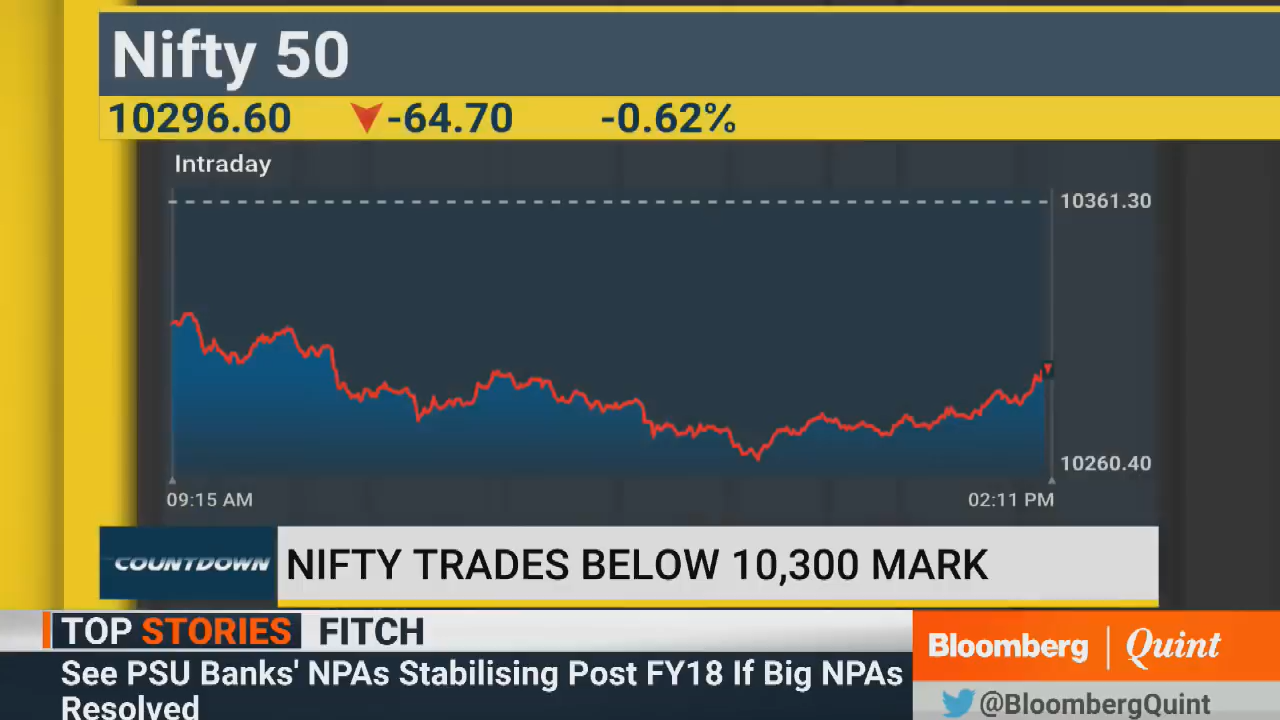 Nifty 50
10296.60 -64.70 -0.62%
Intraday
10361.30
10260.40
09:15 AM 02:11 PM
COUNTDOWN NIFTY TRADES BELOW 10,300 MARK
TOP STORIES FITCH
See PSU Banks' NPAs Stabilising Post FY18 If Big NPAs
Resolved
Bloomberg | Quint
@BloombergQuint